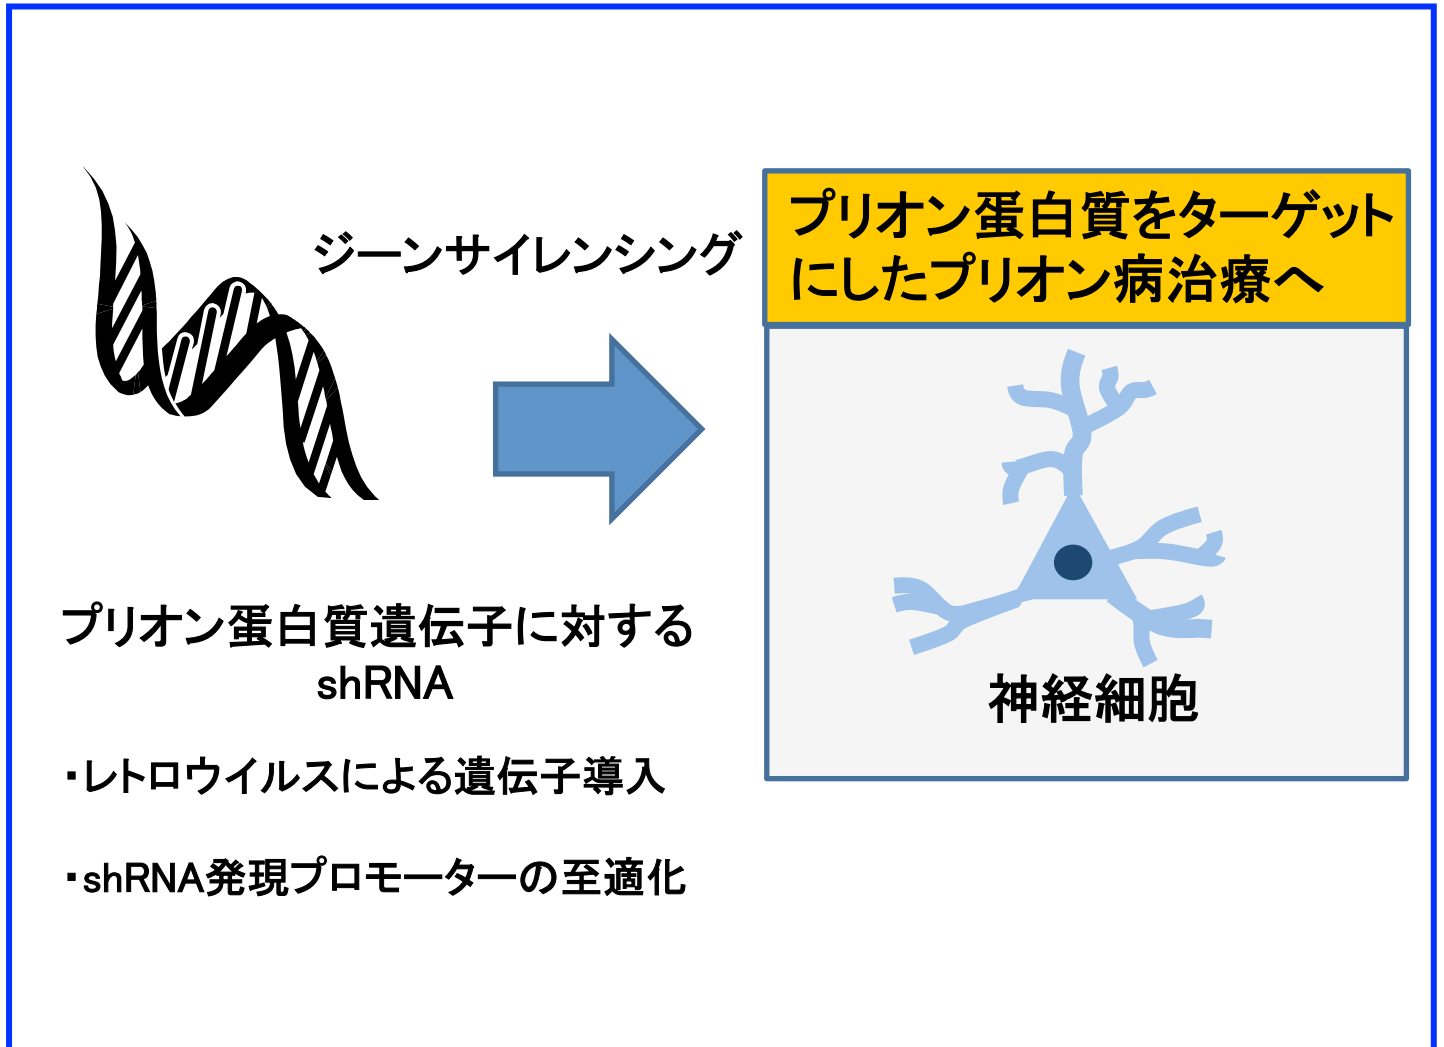 ジーンサイレンシング
プリオン蛋白質をターゲット
にしたプリオン病治療へ
神経細胞
プリオン蛋白質遺伝子に対する
shRNA
・レトロウイルスによる遺伝子導入
・shRNA発現プロモーターの至適化